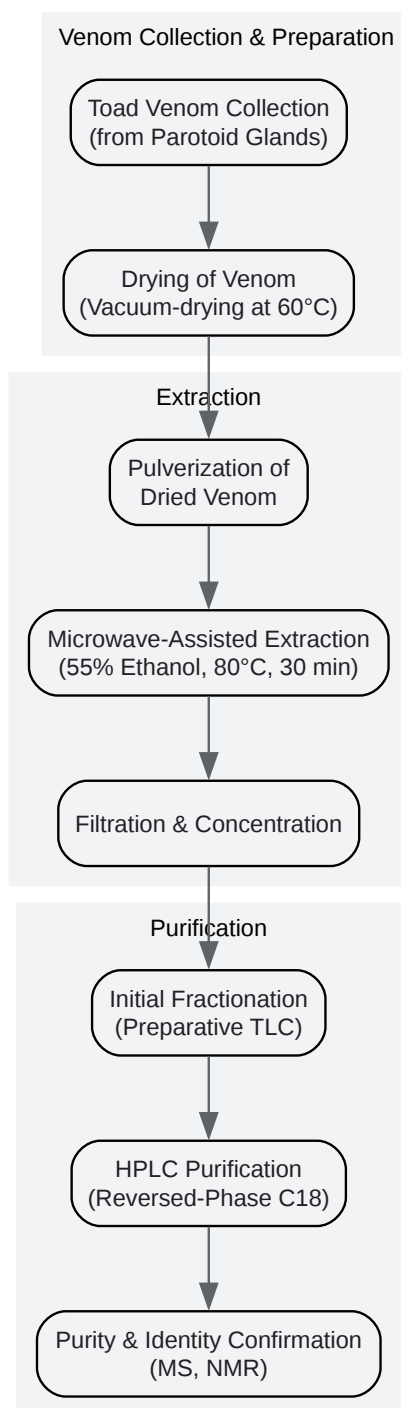 Venom Collection & Preparation
Toad Venom Collection
(from Parotoid Glands)
Drying of Venom
(Vacuum-drying at 60°C)
Extraction
Pulverization of
Dried Venom
Microwave-Assisted Extraction
(55% Ethanol, 80°C, 30 min)
Filtration & Concentration
Purification
Initial Fractionation
(Preparative TLC)
HPLC Purification
(Reversed-Phase C18)
Purity & Identity Confirmation
(MS, NMR)